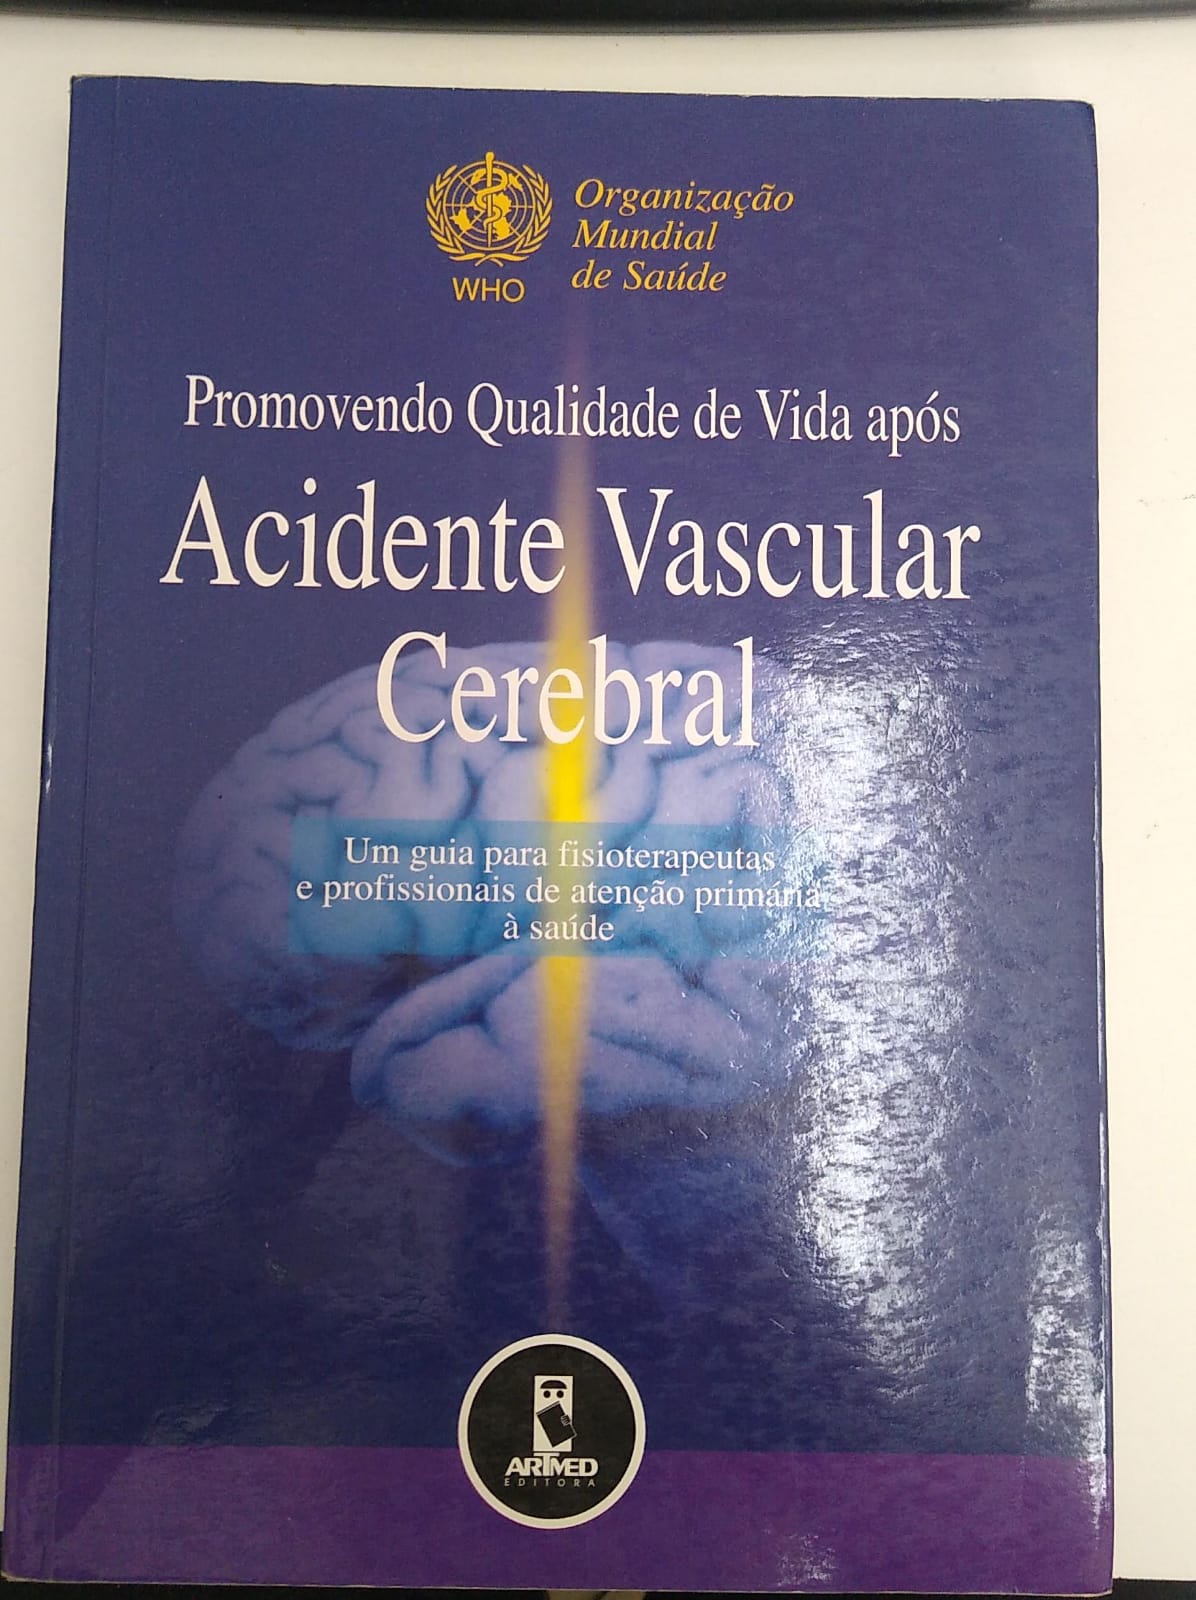 Organização
Mundial
de Saúde
WHO
Promovendo Qualidade de Vida após
Acidente Vascular
Cerebral
Um guia para fisioterapeutas
e profissionais de atenção primária
à saúde
ARTMED
EDITORA